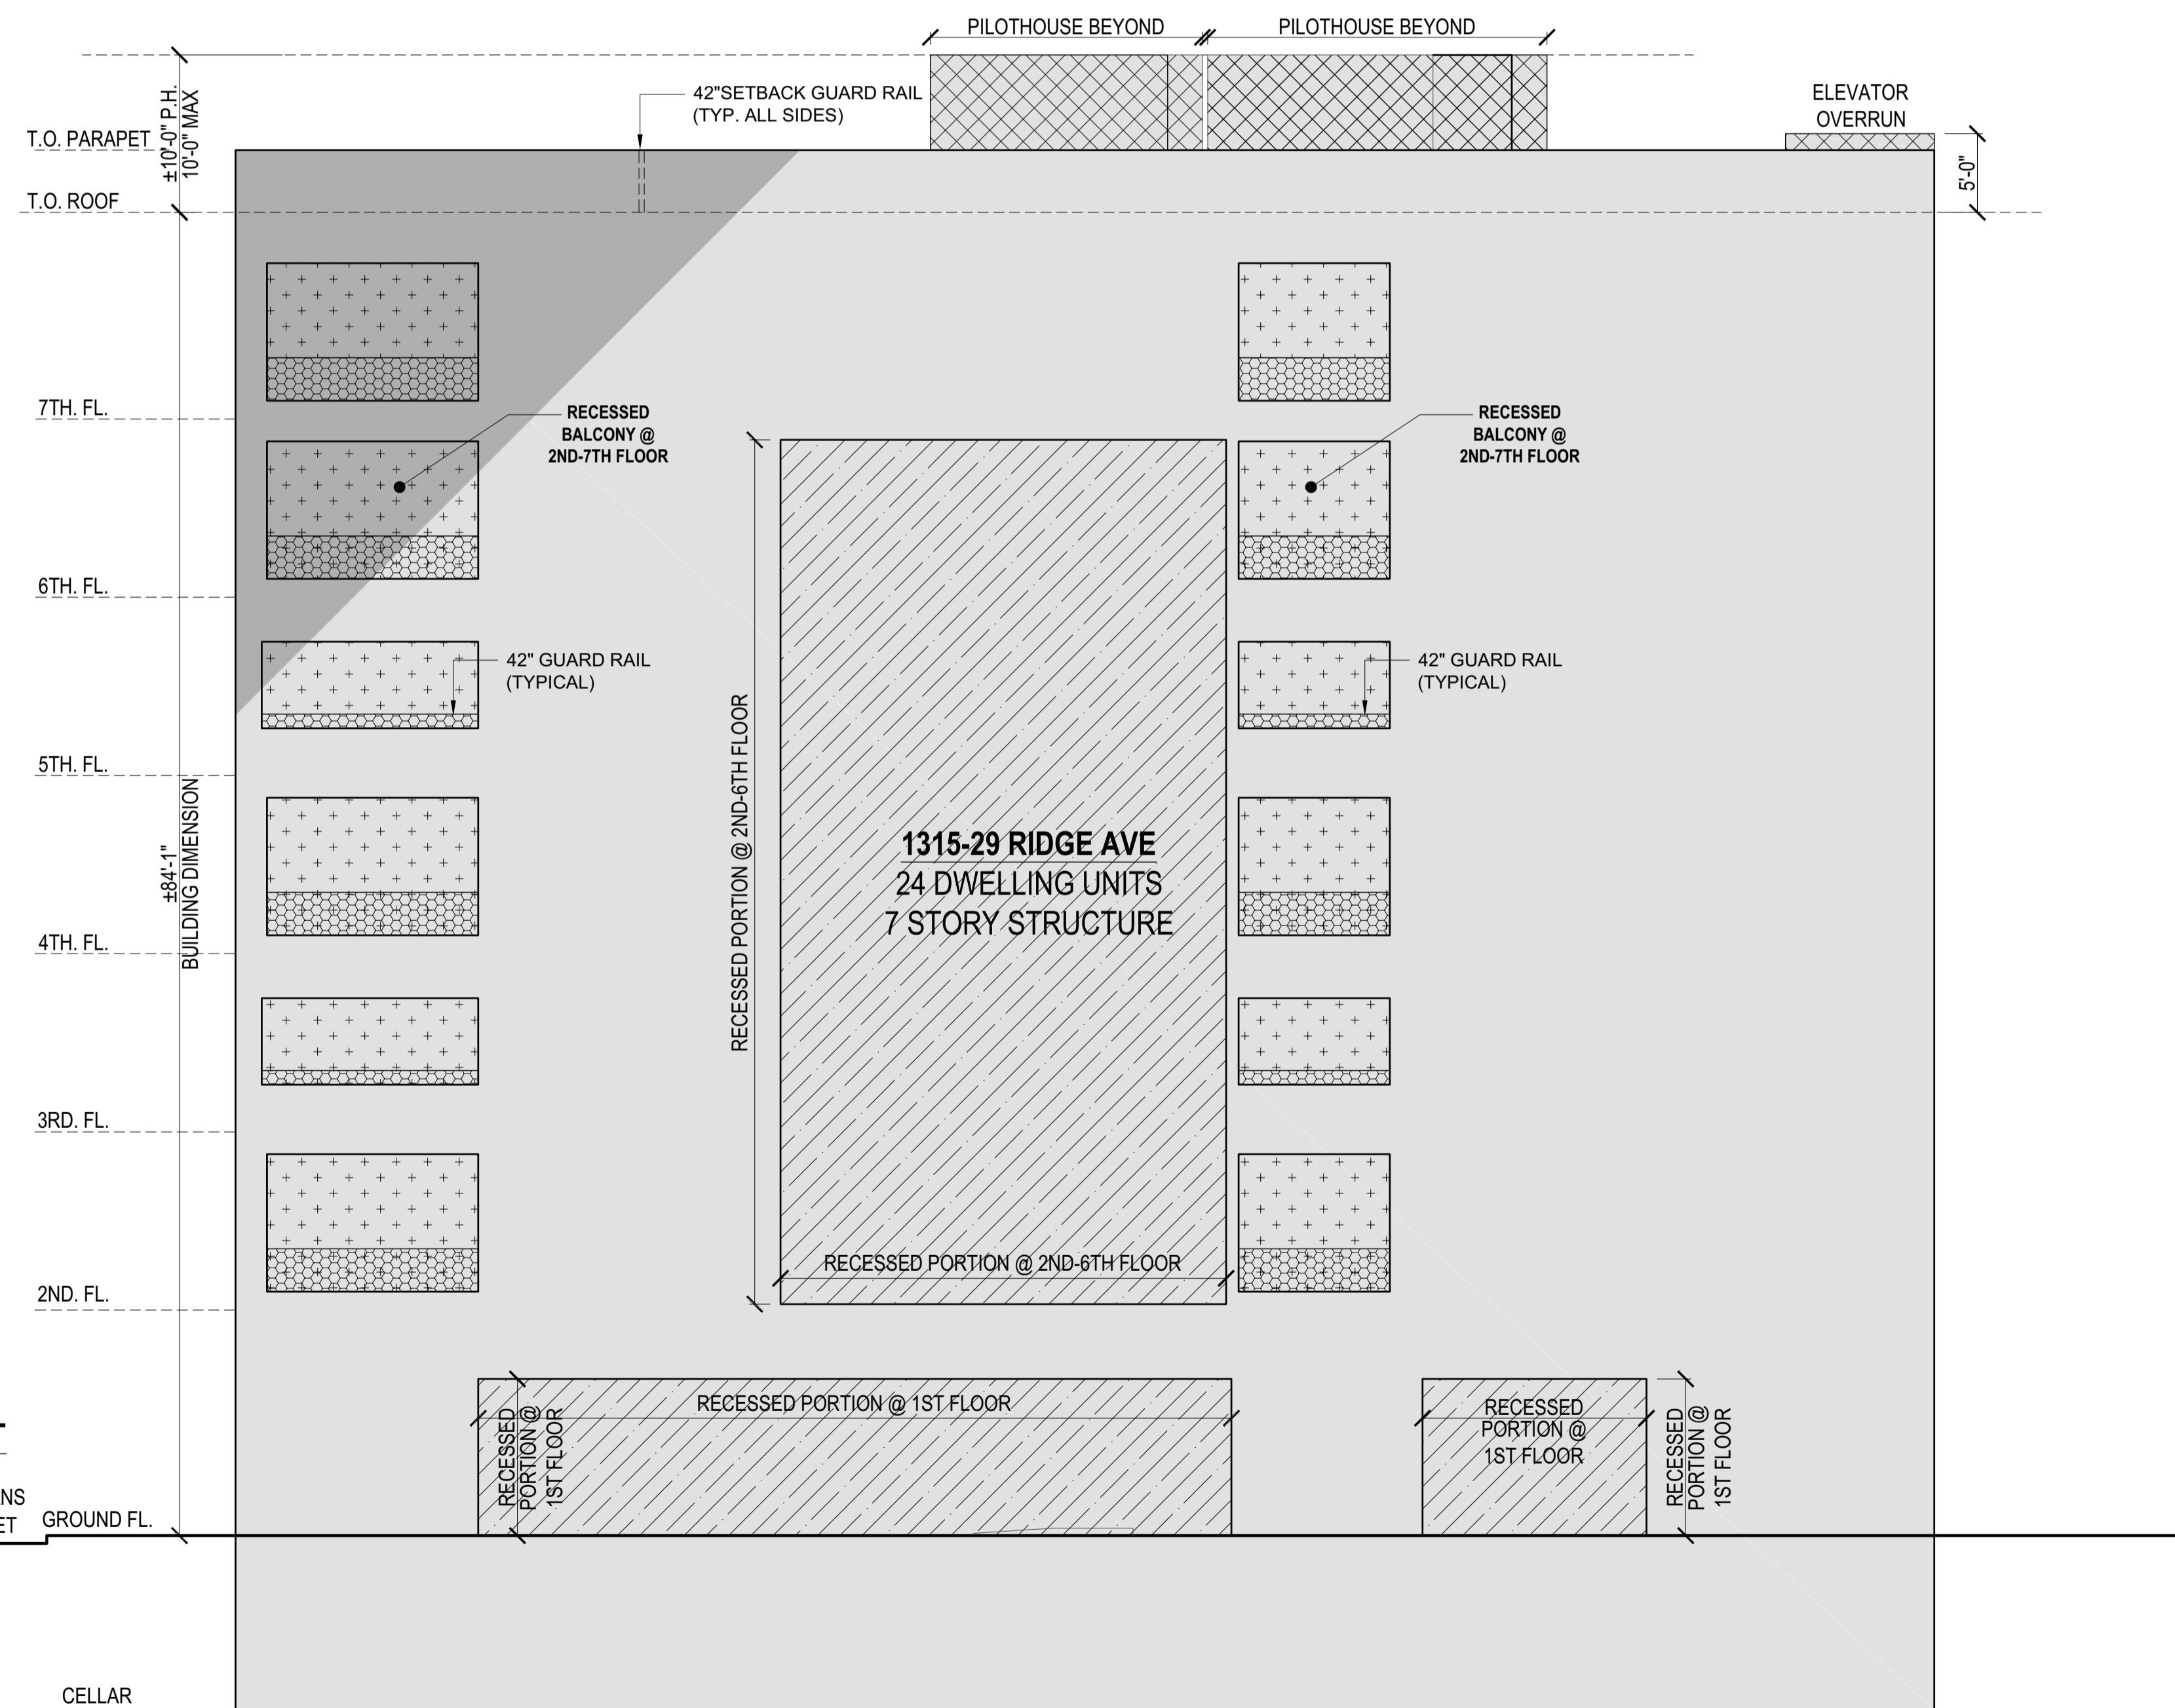 PILOTHOUSE BEYOND
PILOTHOUSE BEYOND
42"SETBACK GUARD RAIL
(TYP. ALL SIDES)
ELEVATOR
OVERRUN
±10'-0" P.H.
10'-0" MAX
T.O. PARAPET
5'-0"
T.O. ROOF
7TH. FL.
RECESSED
BALCONY @
2ND-7TH FLOOR
RECESSED
BALCONY @
2ND-7TH FLOOR
6TH. FL.
42" GUARD RAIL
(TYPICAL)
42" GUARD RAIL
(TYPICAL)
RECESSED PORTION @ 2ND-6TH FLOOR
5TH. FL.
±84'-1"
BUILDING DIMENSION
1315-29 RIDGE AVE
24 DWELLING UNITS
7 STORY STRUCTURE
4TH. FL.
3RD. FL.
RECESSED PORTION @ 2ND-6TH FLOOR
2ND. FL.
RECESSED PORTION @ 1ST FLOOR
RECESSED
PORTION @
1ST FLOOR
RECESSED
PORTION @
1ST FLOOR
RECESSED
PORTION @
1ST FLOOR
NS
ET
GROUND FL.
CELLAR